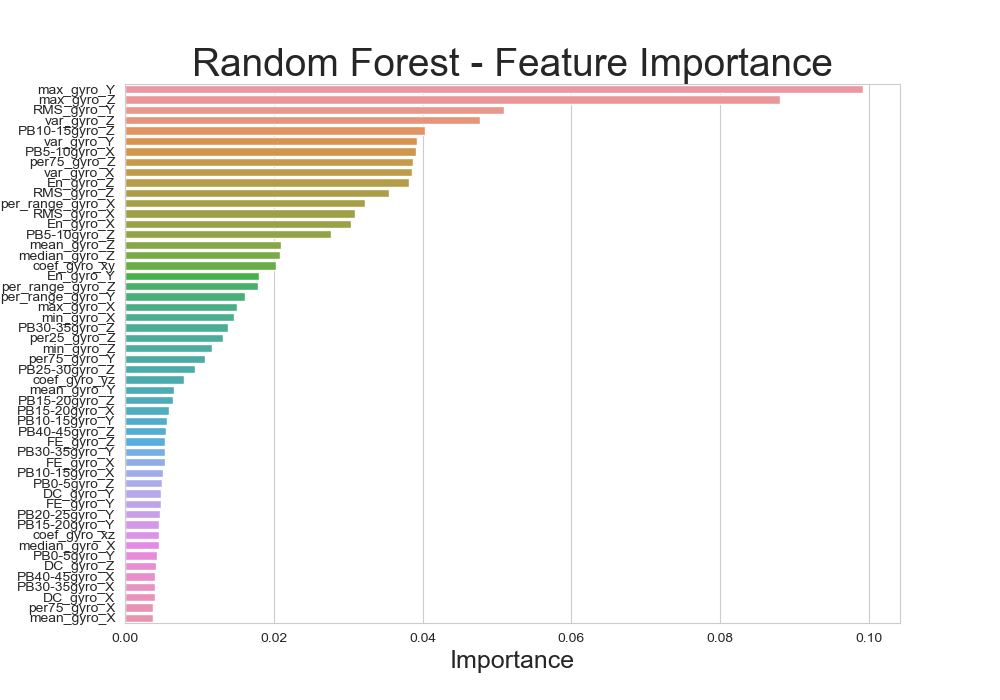 Random Forest - Feature Importance
max_gyro_Y
max_gyro_Z
RMS_gyro_Y
var_gyro_Z
PB10-15gyro_Z
var_gyro_Y
PB5-10gyro_X
per75_gyro_Z
var_gyro_X
En_gyro_Z
RMS_gyro_Z
per_range_gyro_X
RMS_gyro_X
En_gyro_X
PB5-10gyro_Z
mean_gyro_Z
median_gyro_Z
coef_gyro_xy
En_gyro_Y
per_range_gyro_Z
per_range_gyro_Y
max_gyro_X
min_gyro_X
PB30-35gyro_Z
per25_gyro_Z
min_gyro_Z
per75_gyro_Y
PB25-30gyro_Z
coef_gyro_yz
mean_gyro_Y
PB15-20gyro_Z
PB15-20gyro_X
PB10-15gyro_Y
PB40-45gyro_Z
FE_gyro_Z
PB30-35gyro_Y
FE_gyro_X
PB10-15gyro_X
PB0-5gyro_Z
DC_gyro_Y
FE_gyro_Y
PB20-25gyro_Y
PB15-20gyro_Y
coef_gyro_xz
median_gyro_X
PB0-5gyro_Y
DC_gyro_Z
PB40-45gyro_X
PB30-35gyro_X
DC_gyro_X
per75_gyro_X
mean_gyro_X
0.00 0.02 0.04 0.06 0.08 0.10
Importance